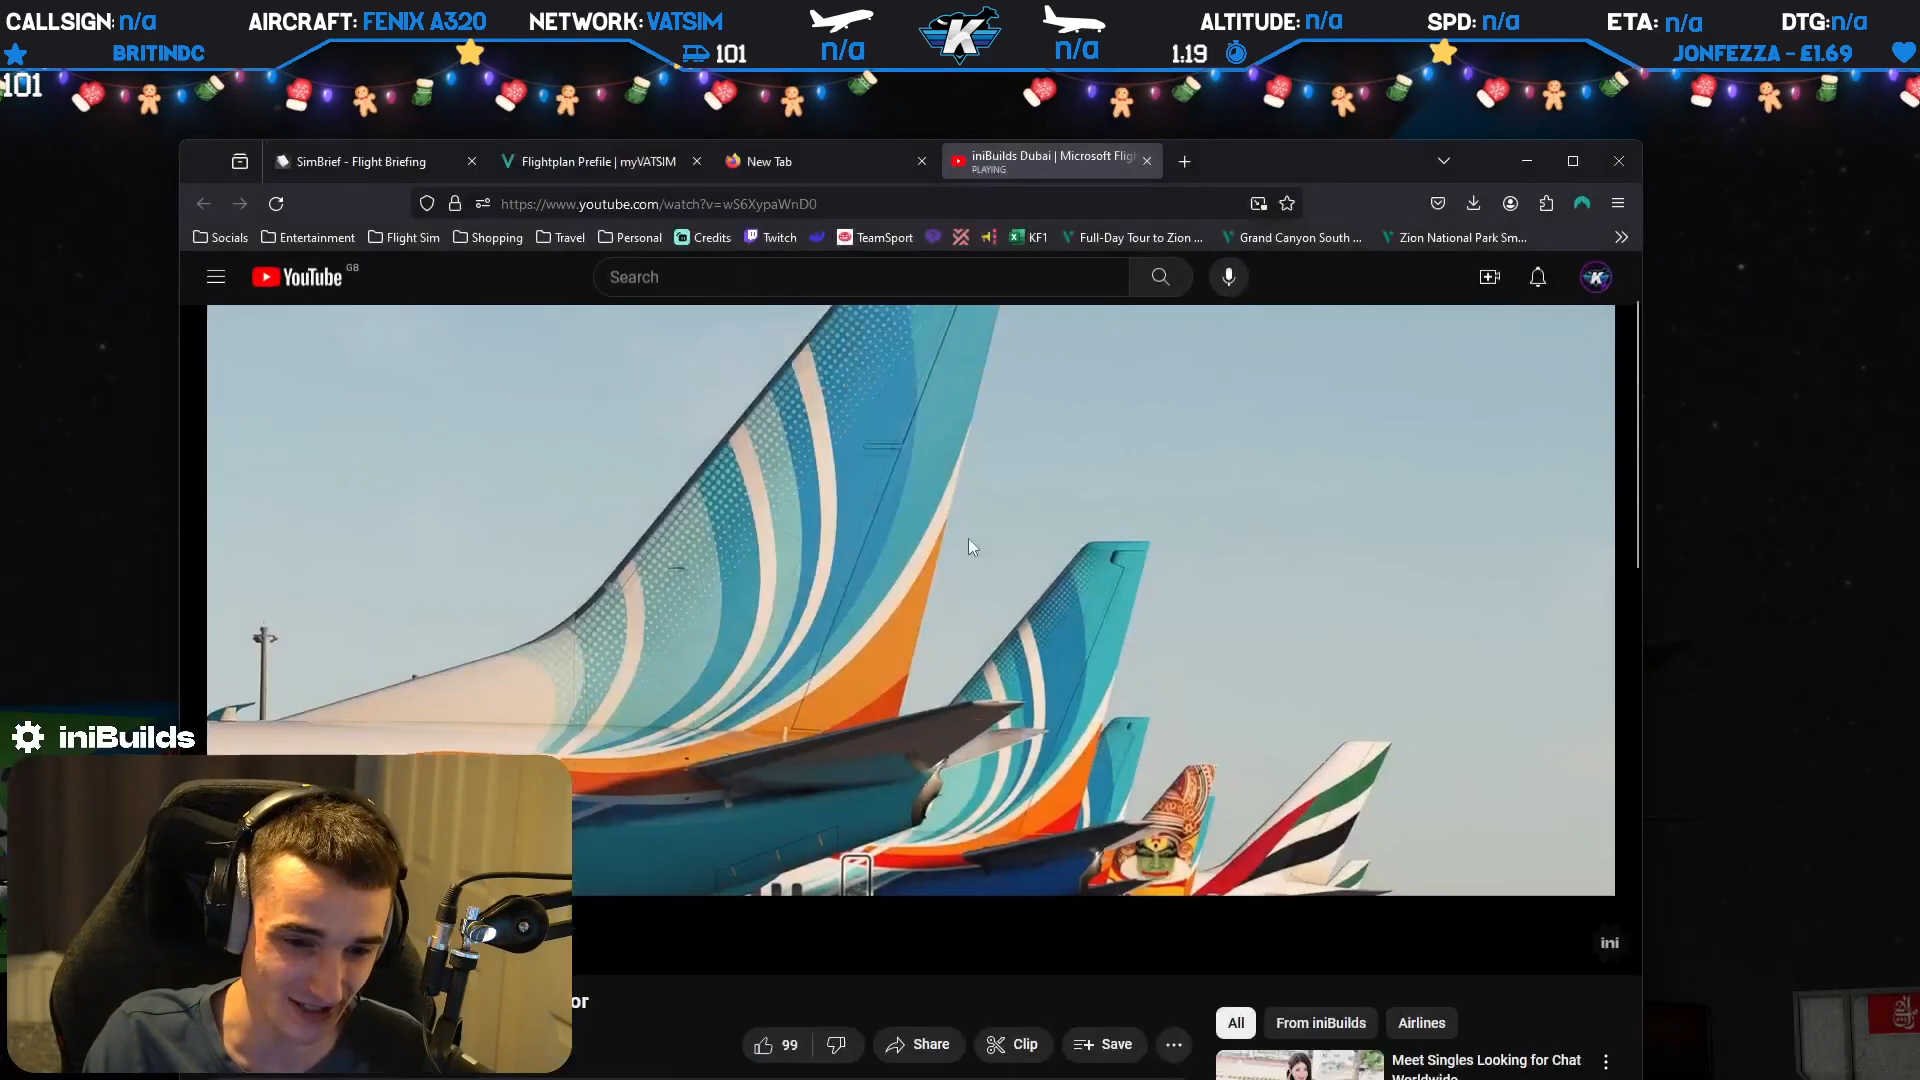 CALLSIGN: n/a
AIRCRAFT: FENIX A320
NETWORK: VATSIM
n/a
K
n/a
ALTITUDE: n/a
SPD: n/a
ETA: n/a
DTG:n/a
BRITINDC
101
1:19
JONFEZZA - £1.69
101
SimBrief - Flight Briefing
Flightplan Prefile | myVATSIM
New Tab
iniBuilds Dubai | Microsoft Flig
PLAYING
https://www.youtube.com/watch?v=wS6XypaWnD0
Socials
Entertainment
Flight Sim
Shopping
Travel
Personal
Credits
Twitch
TeamSport
KF1
Full-Day Tour to Zion ...
Grand Canyon South ...
Zion National Park Sm...
YouTube GB
Search
K
iniBuilds
ini
or
99
Share
Clip
Save
All
From iniBuilds
Airlines
Meet Singles Looking for Chat
Worldwide